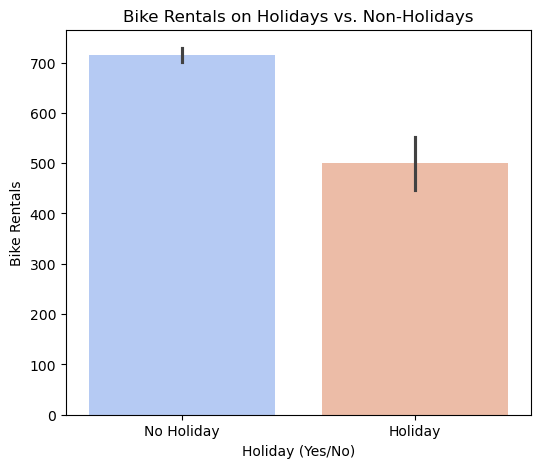 Bike Rentals on Holidays vs. Non-Holidays
700
600
500
400
300
200
100
0
Bike Rentals
No Holiday
Holiday
Holiday (Yes/No)